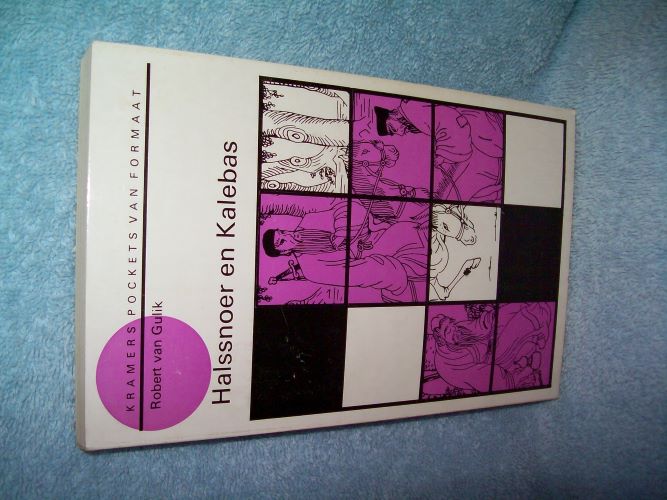 KRAMERS POCKETS VAN FORMAAT
Robert van Gulik
Halssnoer en Kalebas